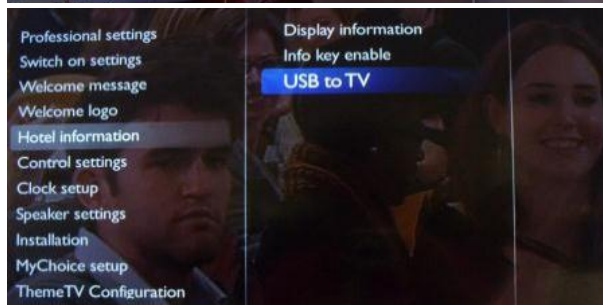 Professional settings
Switch on settings
Welcome message
Welcome logo
Hotel information
Control settings
Clock setup
Speaker settings
Installation
MyChoice setup
ThemeTV Configuration
Display information
Info key enable
USB to TV